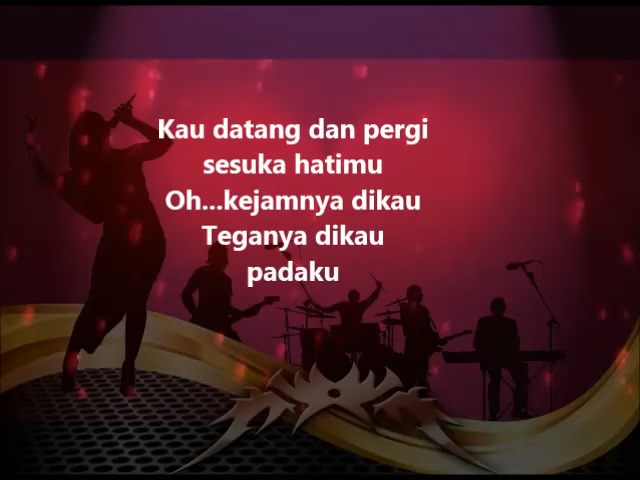 Kau datang dan pergi
sesuka hatimu
Oh...kejamnya dikau
Teganya dikau
padaku